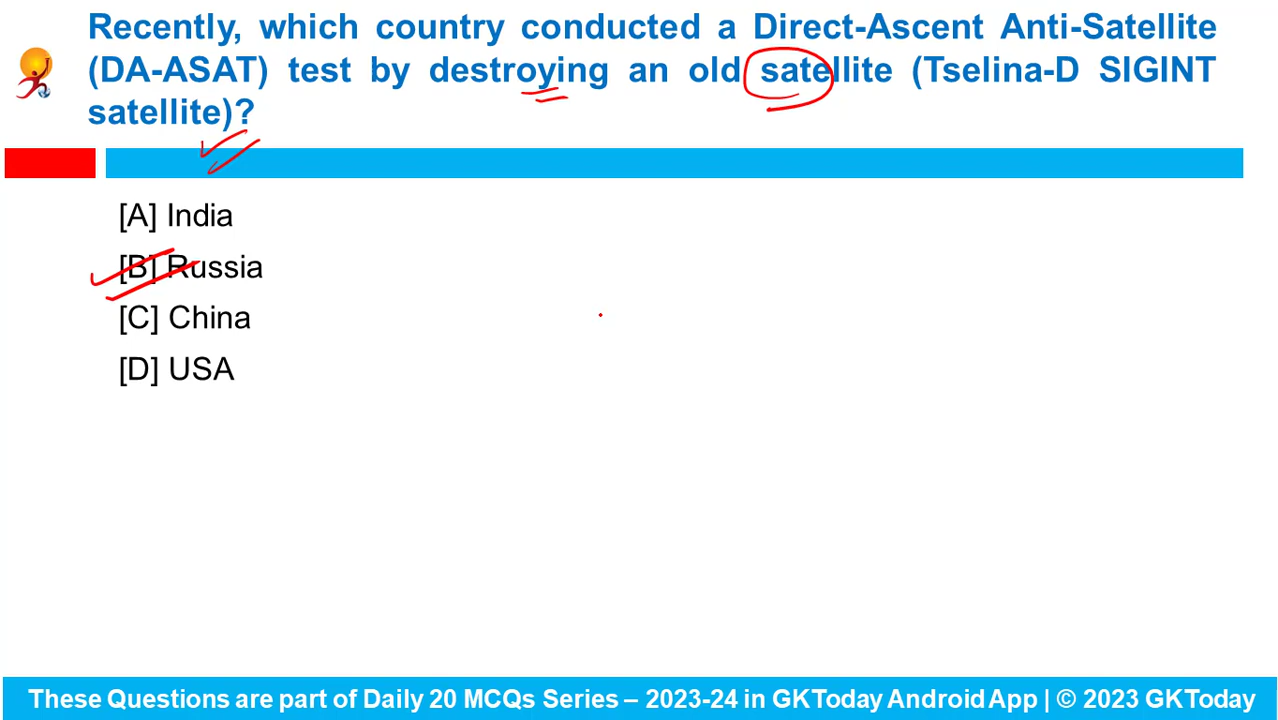 Recently, which country conducted a Direct-Ascent Anti-Satellite
(DA-ASAT) test by destroying an old satellite (Tselina-D SIGINT
satellite)?
[A] India
[B] Russia
[C] China
[D] USA
These Questions are part of Daily 20 MCQs Series – 2023-24 in GKToday Android App | © 2023 GKToday